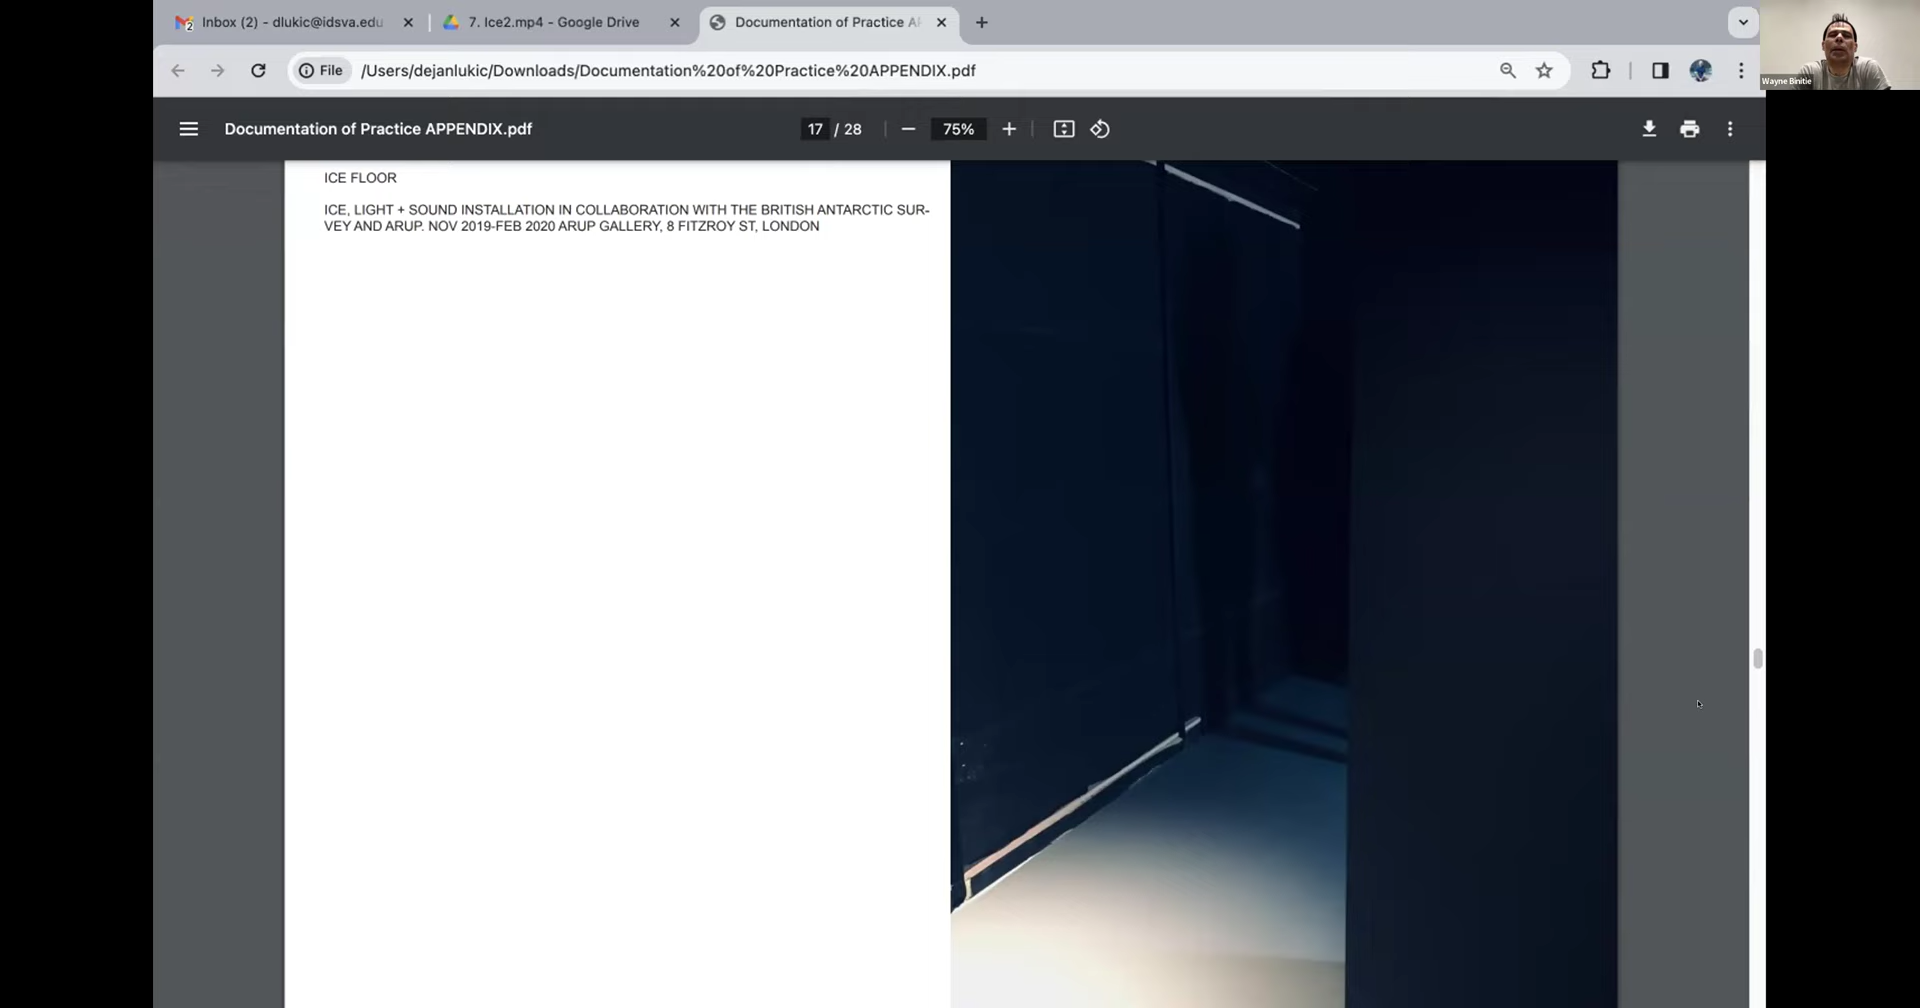 Inbox (2) - dlukic@idsva.edu
7. Ice2.mp4 - Google Drive
Documentation of Practice A
File
/Users/dejanlukic/Downloads/Documentation%20of%20Practice%20APPENDIX.pdf
Wayne Binitie
Documentation of Practice APPENDIX.pdf
17 / 28
75%
ICE FLOOR
ICE, LIGHT + SOUND INSTALLATION IN COLLABORATION WITH THE BRITISH ANTARCTIC SUR-
VEY AND ARUP. NOV 2019-FEB 2020 ARUP GALLERY, 8 FITZROY ST, LONDON